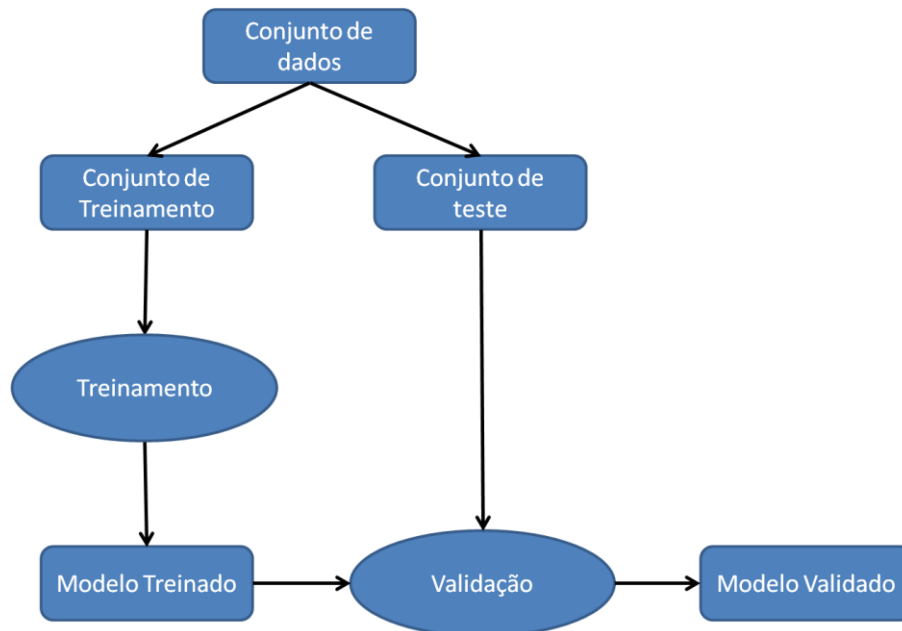 Conjunto de
dados
Conjunto de
Treinamento
Conjunto de
teste
Treinamento
Modelo Treinado
Validação
Modelo Validado